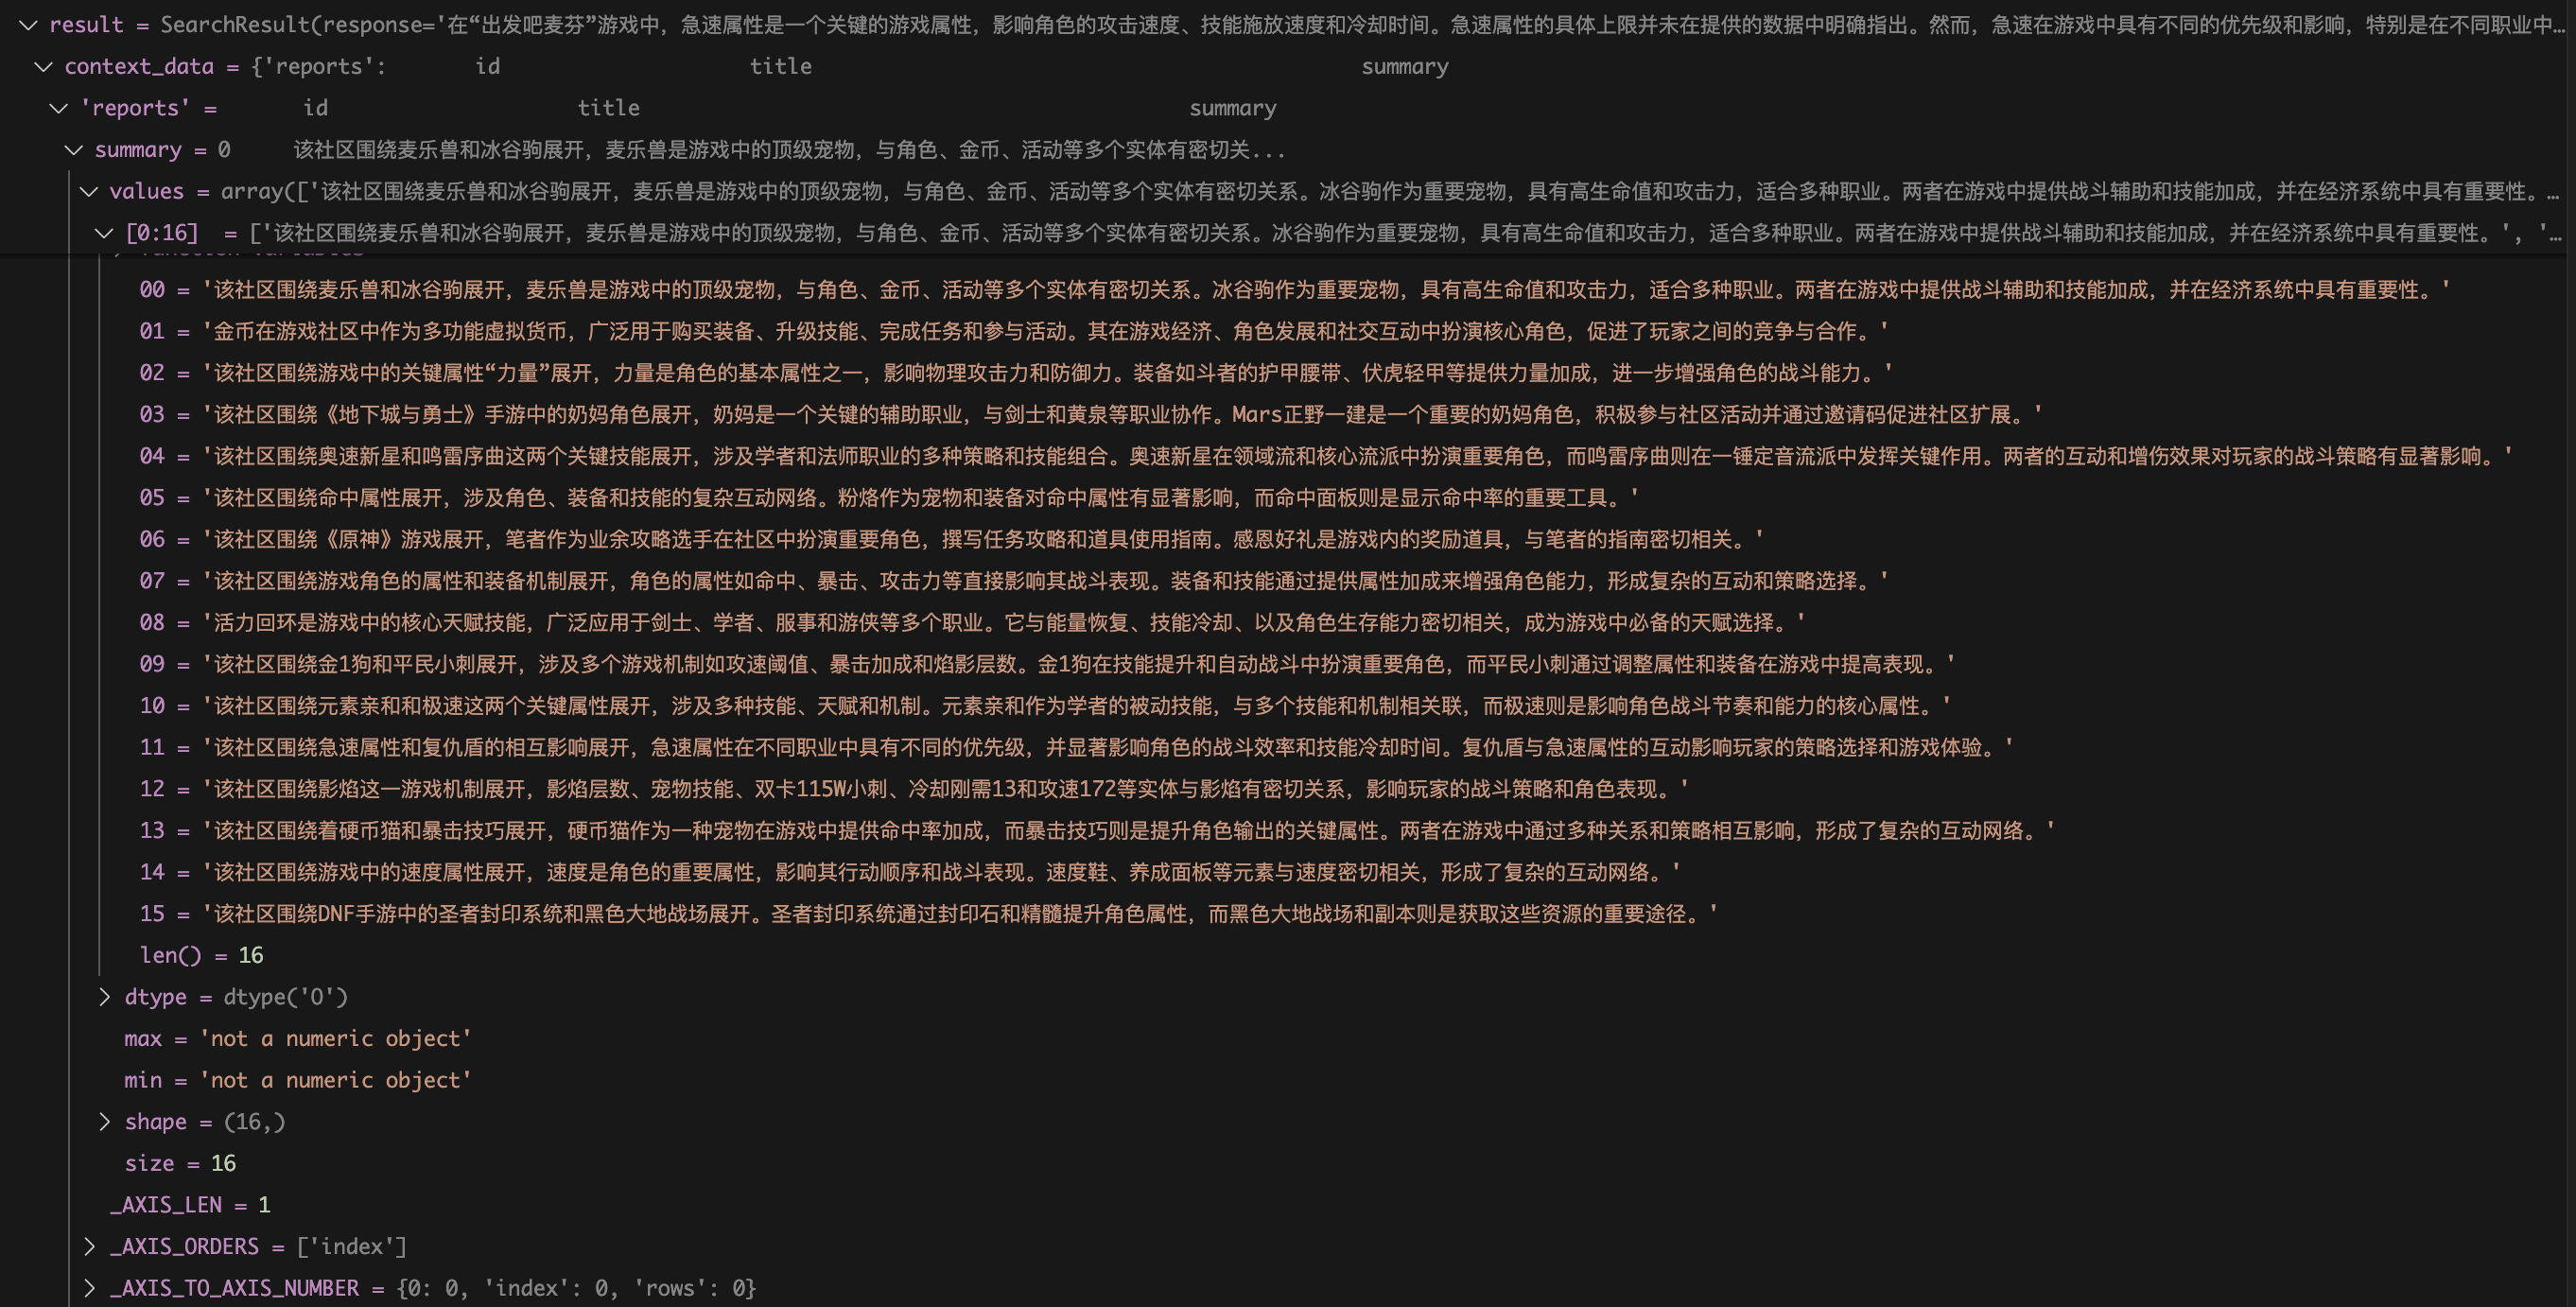 result = SearchResult(response='在“出发吧麦芬”游戏中，急速属性是一个关键的游戏属性，影响角色的攻击速度、技能施放速度和冷却时间。急速属性的具体上限并未在提供的数据中明确指出。然而，急速在游戏中具有不同的优先级和影响，特别是在不同职业中…
context_data = {'reports': id title summary
'reports' = id title summary
summary = 0 该社区围绕麦乐兽和冰谷驹展开，麦乐兽是游戏中的顶级宠物，与角色、金币、活动等多个实体有密切关...
values = array(['该社区围绕麦乐兽和冰谷驹展开，麦乐兽是游戏中的顶级宠物，与角色、金币、活动等多个实体有密切关系。冰谷驹作为重要宠物，具有高生命值和攻击力，适合多种职业。两者在游戏中提供战斗辅助和技能加成，并在经济系统中具有重要性。…
[0:16] = ['该社区围绕麦乐兽和冰谷驹展开，麦乐兽是游戏中的顶级宠物，与角色、金币、活动等多个实体有密切关系。冰谷驹作为重要宠物，具有高生命值和攻击力，适合多种职业。两者在游戏中提供战斗辅助和技能加成，并在经济系统中具有重要性。', '…
00 = '该社区围绕麦乐兽和冰谷驹展开，麦乐兽是游戏中的顶级宠物，与角色、金币、活动等多个实体有密切关系。冰谷驹作为重要宠物，具有高生命值和攻击力，适合多种职业。两者在游戏中提供战斗辅助和技能加成，并在经济系统中具有重要性。'
01 = '金币在游戏社区中作为多功能虚拟货币，广泛用于购买装备、升级技能、完成任务和参与活动。其在游戏经济、角色发展和社交互动中扮演核心角色，促进了玩家之间的竞争与合作。'
02 = '该社区围绕游戏中的关键属性“力量”展开，力量是角色的基本属性之一，影响物理攻击力和防御力。装备如斗者的护甲腰带、伏虎轻甲等提供力量加成，进一步增强角色的战斗能力。'
03 = '该社区围绕《地下城与勇士》手游中的奶妈角色展开，奶妈是一个关键的辅助职业，与剑士和黄泉等职业协作。Mars正野一建是一个重要的奶妈角色，积极参与社区活动并通过邀请码促进社区扩展。'
04 = '该社区围绕奥速新星和鸣雷序曲这两个关键技能展开，涉及学者和法师职业的多种策略和技能组合。奥速新星在领域流和核心流派中扮演重要角色，而鸣雷序曲则在一锤定音流派中发挥关键作用。两者的互动和增伤效果对玩家的战斗策略有显著影响。'
05 = '该社区围绕命中属性展开，涉及角色、装备和技能的复杂互动网络。粉烙作为宠物和装备对命中属性有显著影响，而命中面板则是显示命中率的重要工具。'
06 = '该社区围绕《原神》游戏展开，笔者作为业余攻略选手在社区中扮演重要角色，撰写任务攻略和道具使用指南。感恩好礼是游戏内的奖励道具，与笔者的指南密切相关。'
07 = '该社区围绕游戏角色的属性和装备机制展开，角色的属性如命中、暴击、攻击力等直接影响其战斗表现。装备和技能通过提供属性加成来增强角色能力，形成复杂的互动和策略选择。'
08 = '活力回环是游戏中的核心天赋技能，广泛应用于剑士、学者、服事和游侠等多个职业。它与能量恢复、技能冷却、以及角色生存能力密切相关，成为游戏中必备的天赋选择。'
09 = '该社区围绕金1狗和平民小刺展开，涉及多个游戏机制如攻速阈值、暴击加成和焰影层数。金1狗在技能提升和自动战斗中扮演重要角色，而平民小刺通过调整属性和装备在游戏中提高表现。'
10 = '该社区围绕元素亲和和极速这两个关键属性展开，涉及多种技能、天赋和机制。元素亲和作为学者的被动技能，与多个技能和机制相关联，而极速则是影响角色战斗节奏和能力的核心属性。'
11 = '该社区围绕急速属性和复仇盾的相互影响展开，急速属性在不同职业中具有不同的优先级，并显著影响角色的战斗效率和技能冷却时间。复仇盾与急速属性的互动影响玩家的策略选择和游戏体验。'
12 = '该社区围绕影焰这一游戏机制展开，影焰层数、宠物技能、双卡115W小刺、冷却刚需13和攻速172等实体与影焰有密切关系，影响玩家的战斗策略和角色表现。'
13 = '该社区围绕着硬币猫和暴击技巧展开，硬币猫作为一种宠物在游戏中提供命中率加成，而暴击技巧则是提升角色输出的关键属性。两者在游戏中通过多种关系和策略相互影响，形成了复杂的互动网络。'
14 = '该社区围绕游戏中的速度属性展开，速度是角色的重要属性，影响其行动顺序和战斗表现。速度鞋、养成面板等元素与速度密切相关，形成了复杂的互动网络。'
15 = '该社区围绕DNF手游中的圣者封印系统和黑色大地战场展开。圣者封印系统通过封印石和精髓提升角色属性，而黑色大地战场和副本则是获取这些资源的重要途径。'
len() = 16
dtype = dtype('O')
max = 'not a numeric object'
min = 'not a numeric object'
shape = (16,)
size = 16
_AXIS_LEN = 1
_AXIS_ORDERS = ['index']
_AXIS_TO_AXIS_NUMBER = {0: 0, 'index': 0, 'rows': 0}